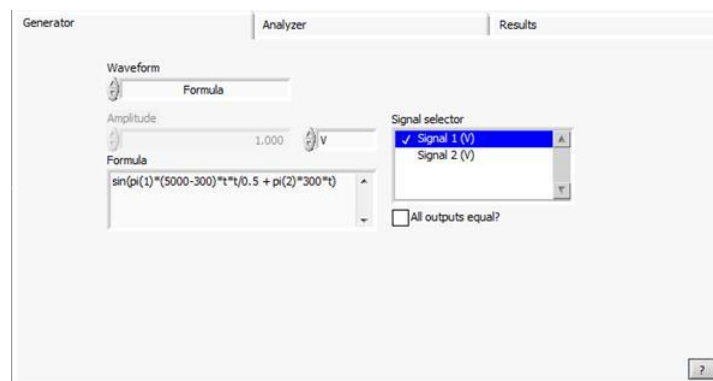 Generator
Analyzer
Results
Waveform
Formula
Amplitude
1.000
V
Formula
sin(pi(1)*(5000-300)*t*t/0.5 + pi(2)*300*t)
Signal selector
✓ Signal 1 (V)
Signal 2 (V)
All outputs equal?
?